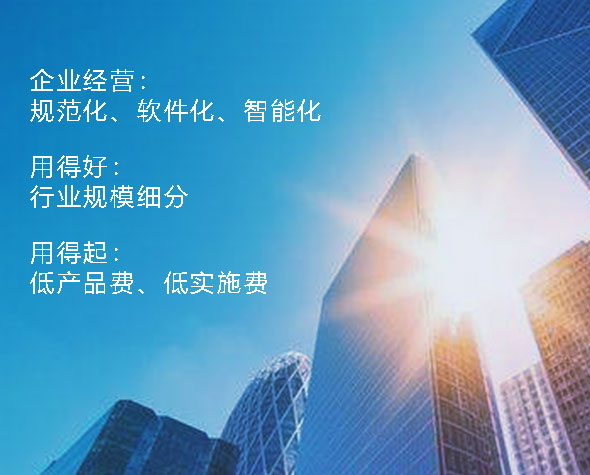 企业经营：
规范化、软件化、智能化
用得好：
行业规模细分
用得起：
低产品费、低实施费